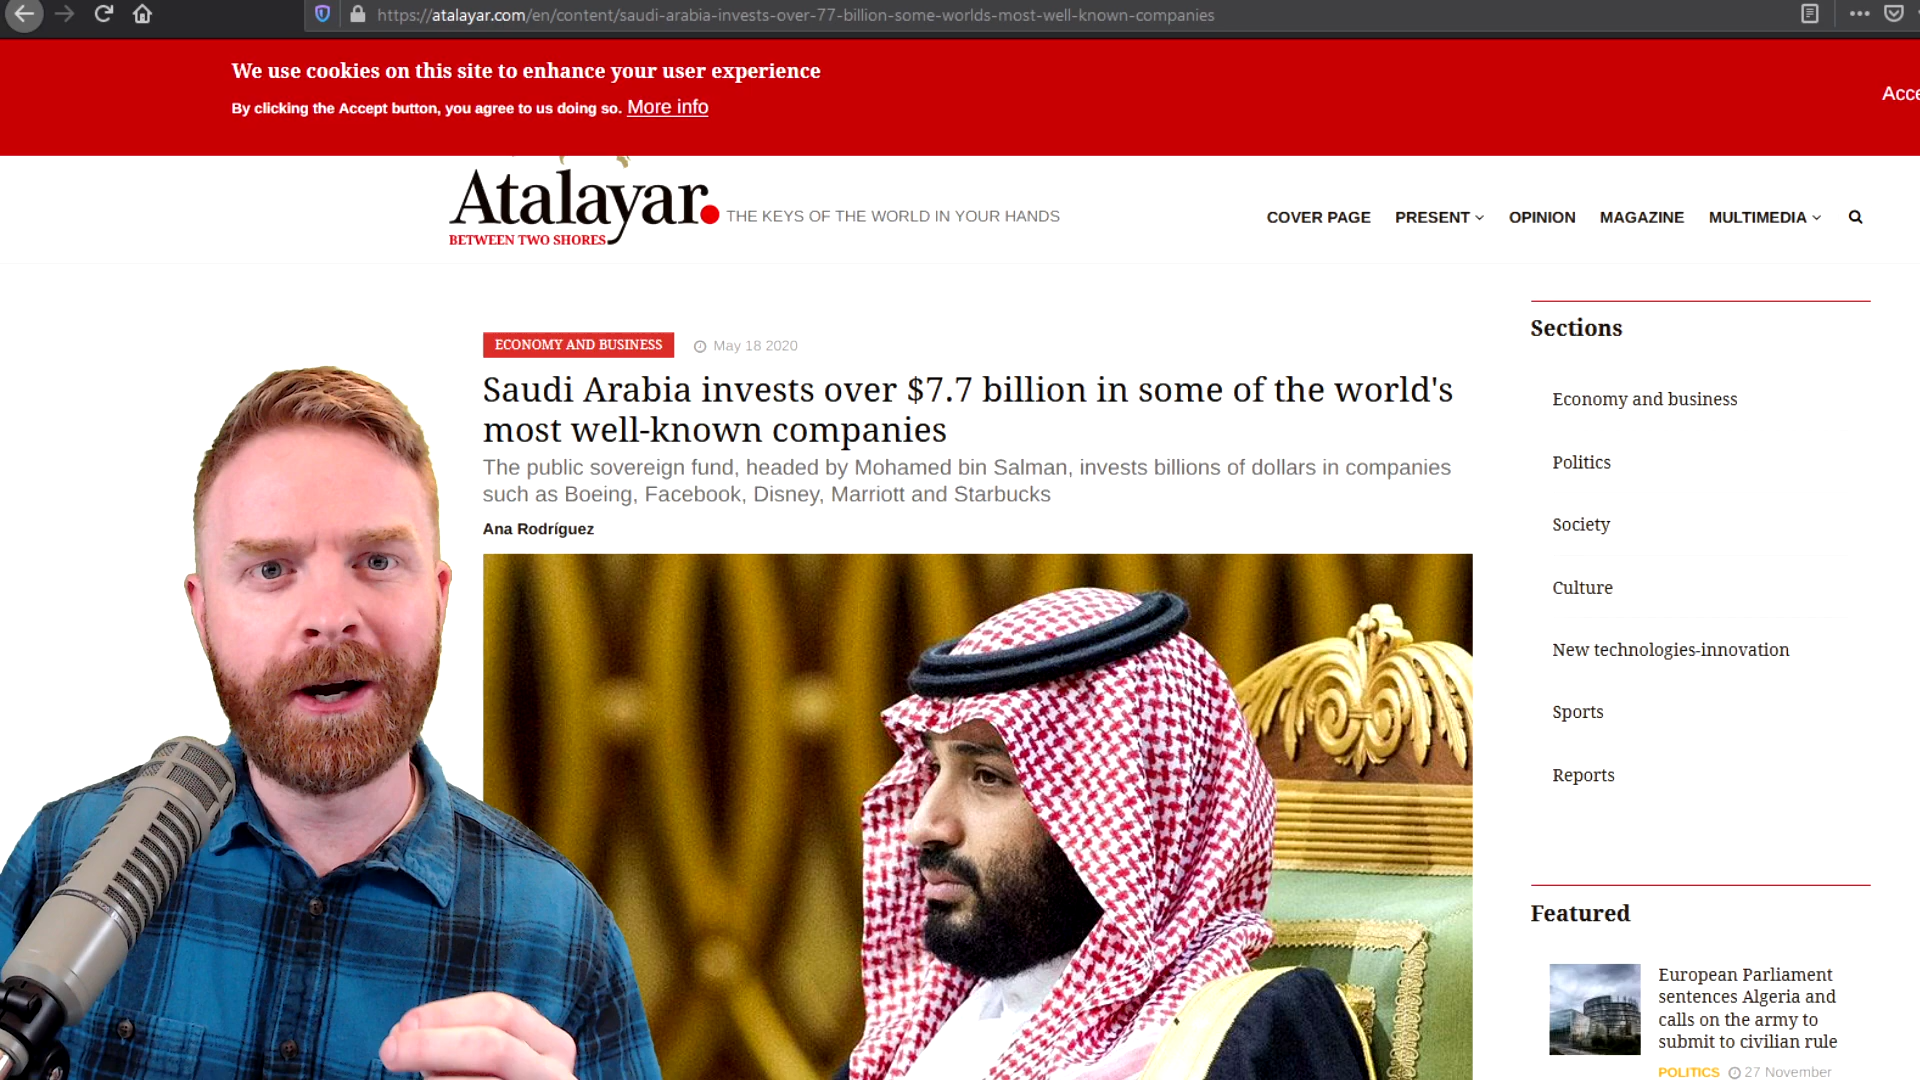 https://atalayar.com/en/content/saudi-arabia-invests-over-77-billion-some-worlds-most-well-known-companies
We use cookies on this site to enhance your user experience
By clicking the Accept button, you agree to us doing so. More info
Acce
Atalayar.
BETWEEN TWO SHORES
THE KEYS OF THE WORLD IN YOUR HANDS
COVER PAGE PRESENT OPINION MAGAZINE MULTIMEDIA
ECONOMY AND BUSINESS May 18 2020
Saudi Arabia invests over $7.7 billion in some of the world's
most well-known companies
The public sovereign fund, headed by Mohamed bin Salman, invests billions of dollars in companies
such as Boeing, Facebook, Disney, Marriott and Starbucks
Ana Rodríguez
Sections
Economy and business
Politics
Society
Culture
New technologies-innovation
Sports
Reports
Featured
European Parliament
sentences Algeria and
calls on the army to
submit to civilian rule
POLITICS 27 November